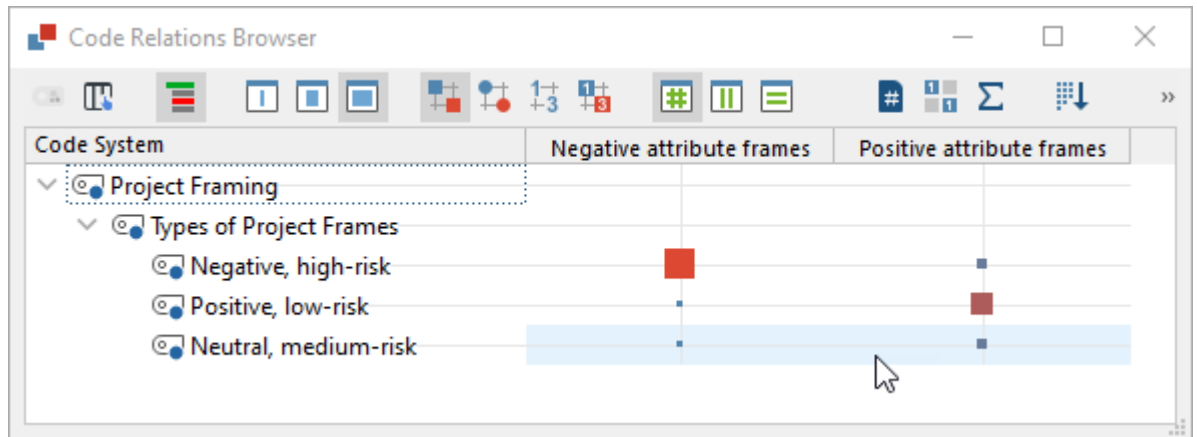 Code Relations Browser
Code System Negative attribute frames Positive attribute frames
Project Framing
Types of Project Frames
Negative, high-risk
Positive, low-risk
Neutral, medium-risk